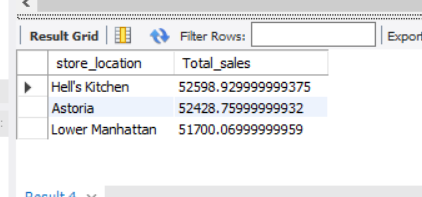 Result Grid Filter Rows: Export
store_location Total_sales
Hell's Kitchen 52598.929999999375
Astoria 52428.75999999932
Lower Manhattan 51700.06999999959
Result 4